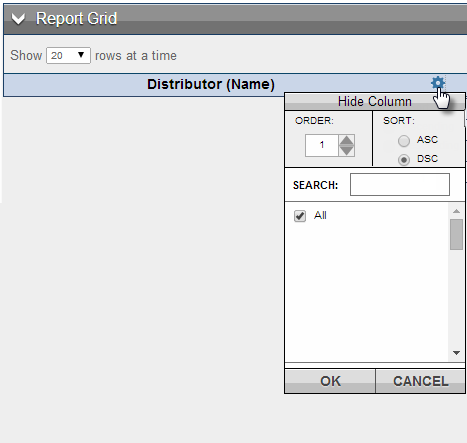 Report Grid
Show 20 rows at a time
Distributor (Name)
Hide Column
ORDER: SORT:
1 ASC
DSC
SEARCH:
All
OK CANCEL